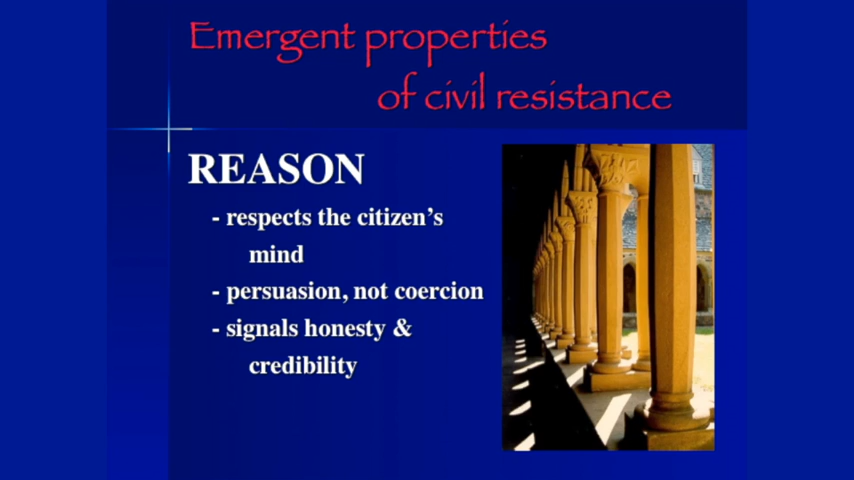 Emergent properties
of civil resistance
REASON
- respects the citizen's
mind
- persuasion, not coercion
- signals honesty &
credibility